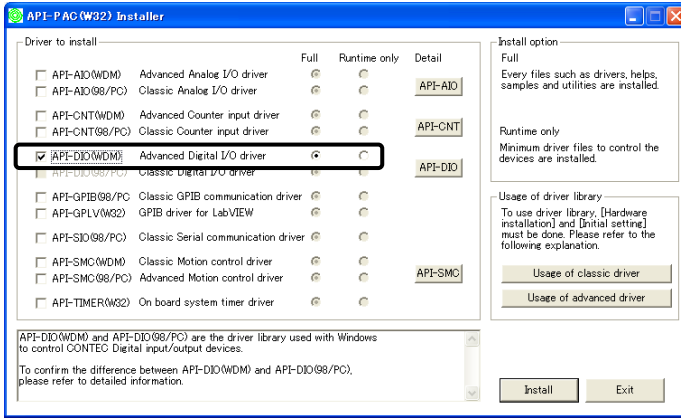 API-PAC(W32) Installer
Driver to install
Full Runtime only Detail
API-AIO(WDM) Advanced Analog I/O driver
API-AIO(98/PC) Classic Analog I/O driver API-AIO
API-CNT(WDM) Advanced Counter input driver
API-CNT(98/PC) Classic Counter input driver API-CNT
API-DIO(WDM) Advanced Digital I/O driver
API-DIO(98/PC) Classic Digital I/O driver API-DIO
API-GPIB(98/PC Classic GPIB communication driver
API-GPLV(W32) GPIB driver for LabVIEW
API-SIO(98/PC) Classic Serial communication driver
API-SMC(WDM) Classic Motion control driver
API-SMC(98/PC) Advanced Motion control driver API-SMC
API-TIMER(W32) On board system timer driver
Install option
Full
Every files such as drivers, helps,
samples and utilities are installed.
Runtime only
Minimum driver files to control the
devices are installed.
Usage of driver library
To use driver library, [Hardware
installation] and [Initial setting]
must be done. Please refer to the
following explanation.
Usage of classic driver
Usage of advanced driver
API-DIO(WDM) and API-DIO(98/PC) are the driver library used with Windows
to control CONTEC Digital input/output devices.
To confirm the difference between API-DIO(WDM) and API-DIO(98/PC),
please refer to detailed information.
Install Exit